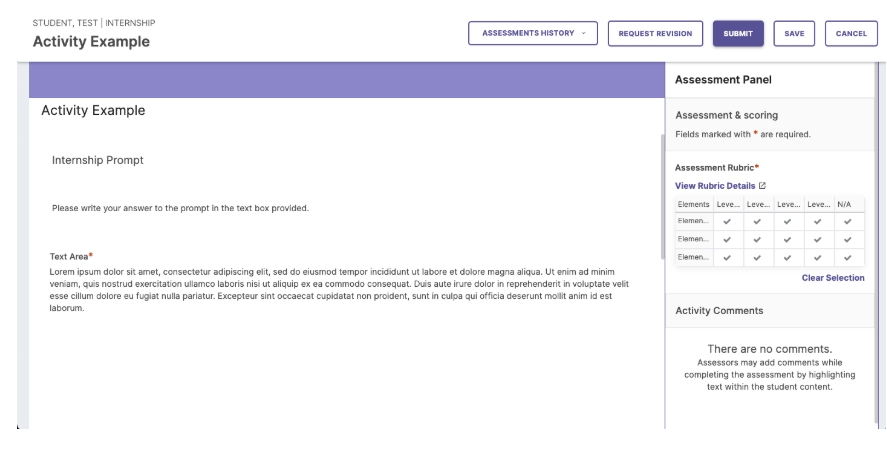 STUDENT, TEST | INTERNSHIP
Activity Example
ASSESSMENTS HISTORY
REQUEST REVISION
SUBMIT
SAVE
CANCEL
Activity Example
Internship Prompt
Please write your answer to the prompt in the text box provided.
Text Area*
Lorem ipsum dolor sit amet, consectetur adipiscing elit, sed do eiusmod tempor incididunt ut labore et dolore magna aliqua. Ut enim ad minim
veniam, quis nostrud exercitation ullamco laboris nisi ut aliquip ex ea commodo consequat. Duis aute irure dolor in reprehenderit in voluptate velit
esse cillum dolore eu fugiat nulla pariatur. Excepteur sint occaecat cupidatat non proident, sunt in culpa qui officia deserunt mollit anim id est
laborum.
Assessment Panel
Assessment & scoring
Fields marked with * are required.
Assessment Rubric*
View Rubric Details
Elements Leve... Leve... Leve... Leve... N/A
Elemen...
Elemen...
Elemen...
Clear Selection
Activity Comments
There are no comments.
Assessors may add comments while
completing the assessment by highlighting
text within the student content.